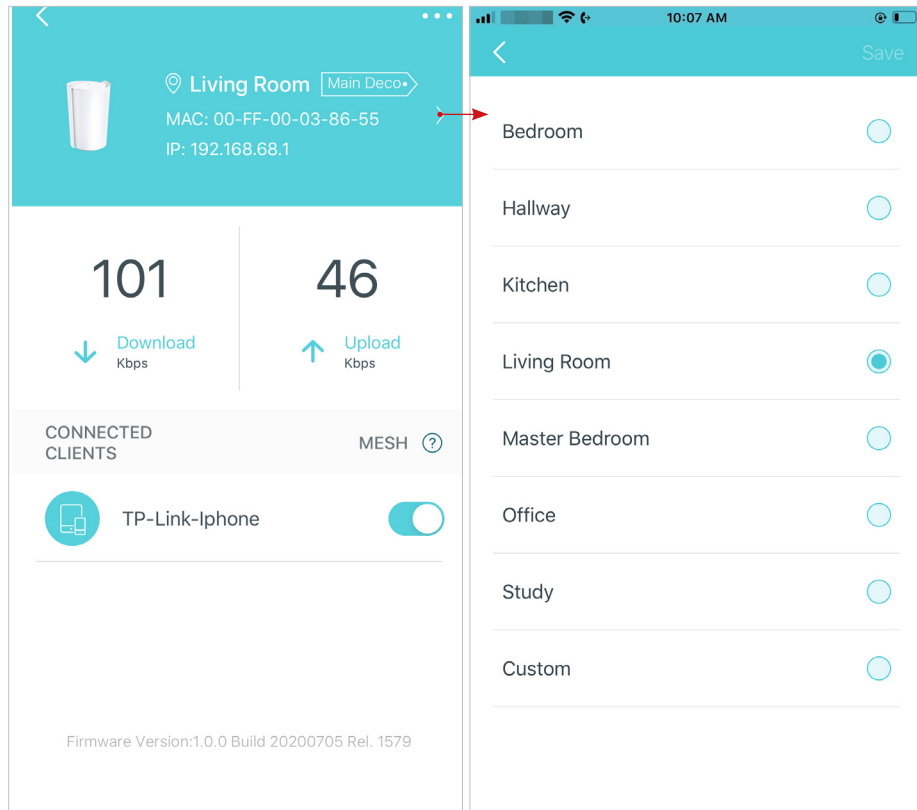 Living Room Main Deco
MAC: 00-FF-00-03-86-55
IP: 192.168.68.1
101
46
Download
Kbps
Upload
Kbps
CONNECTED
CLIENTS
MESH ?
TP-Link-Iphone
Firmware Version:1.0.0 Build 20200705 Rel. 1579
10:07 AM
Save
Bedroom
Hallway
Kitchen
Living Room
Master Bedroom
Office
Study
Custom